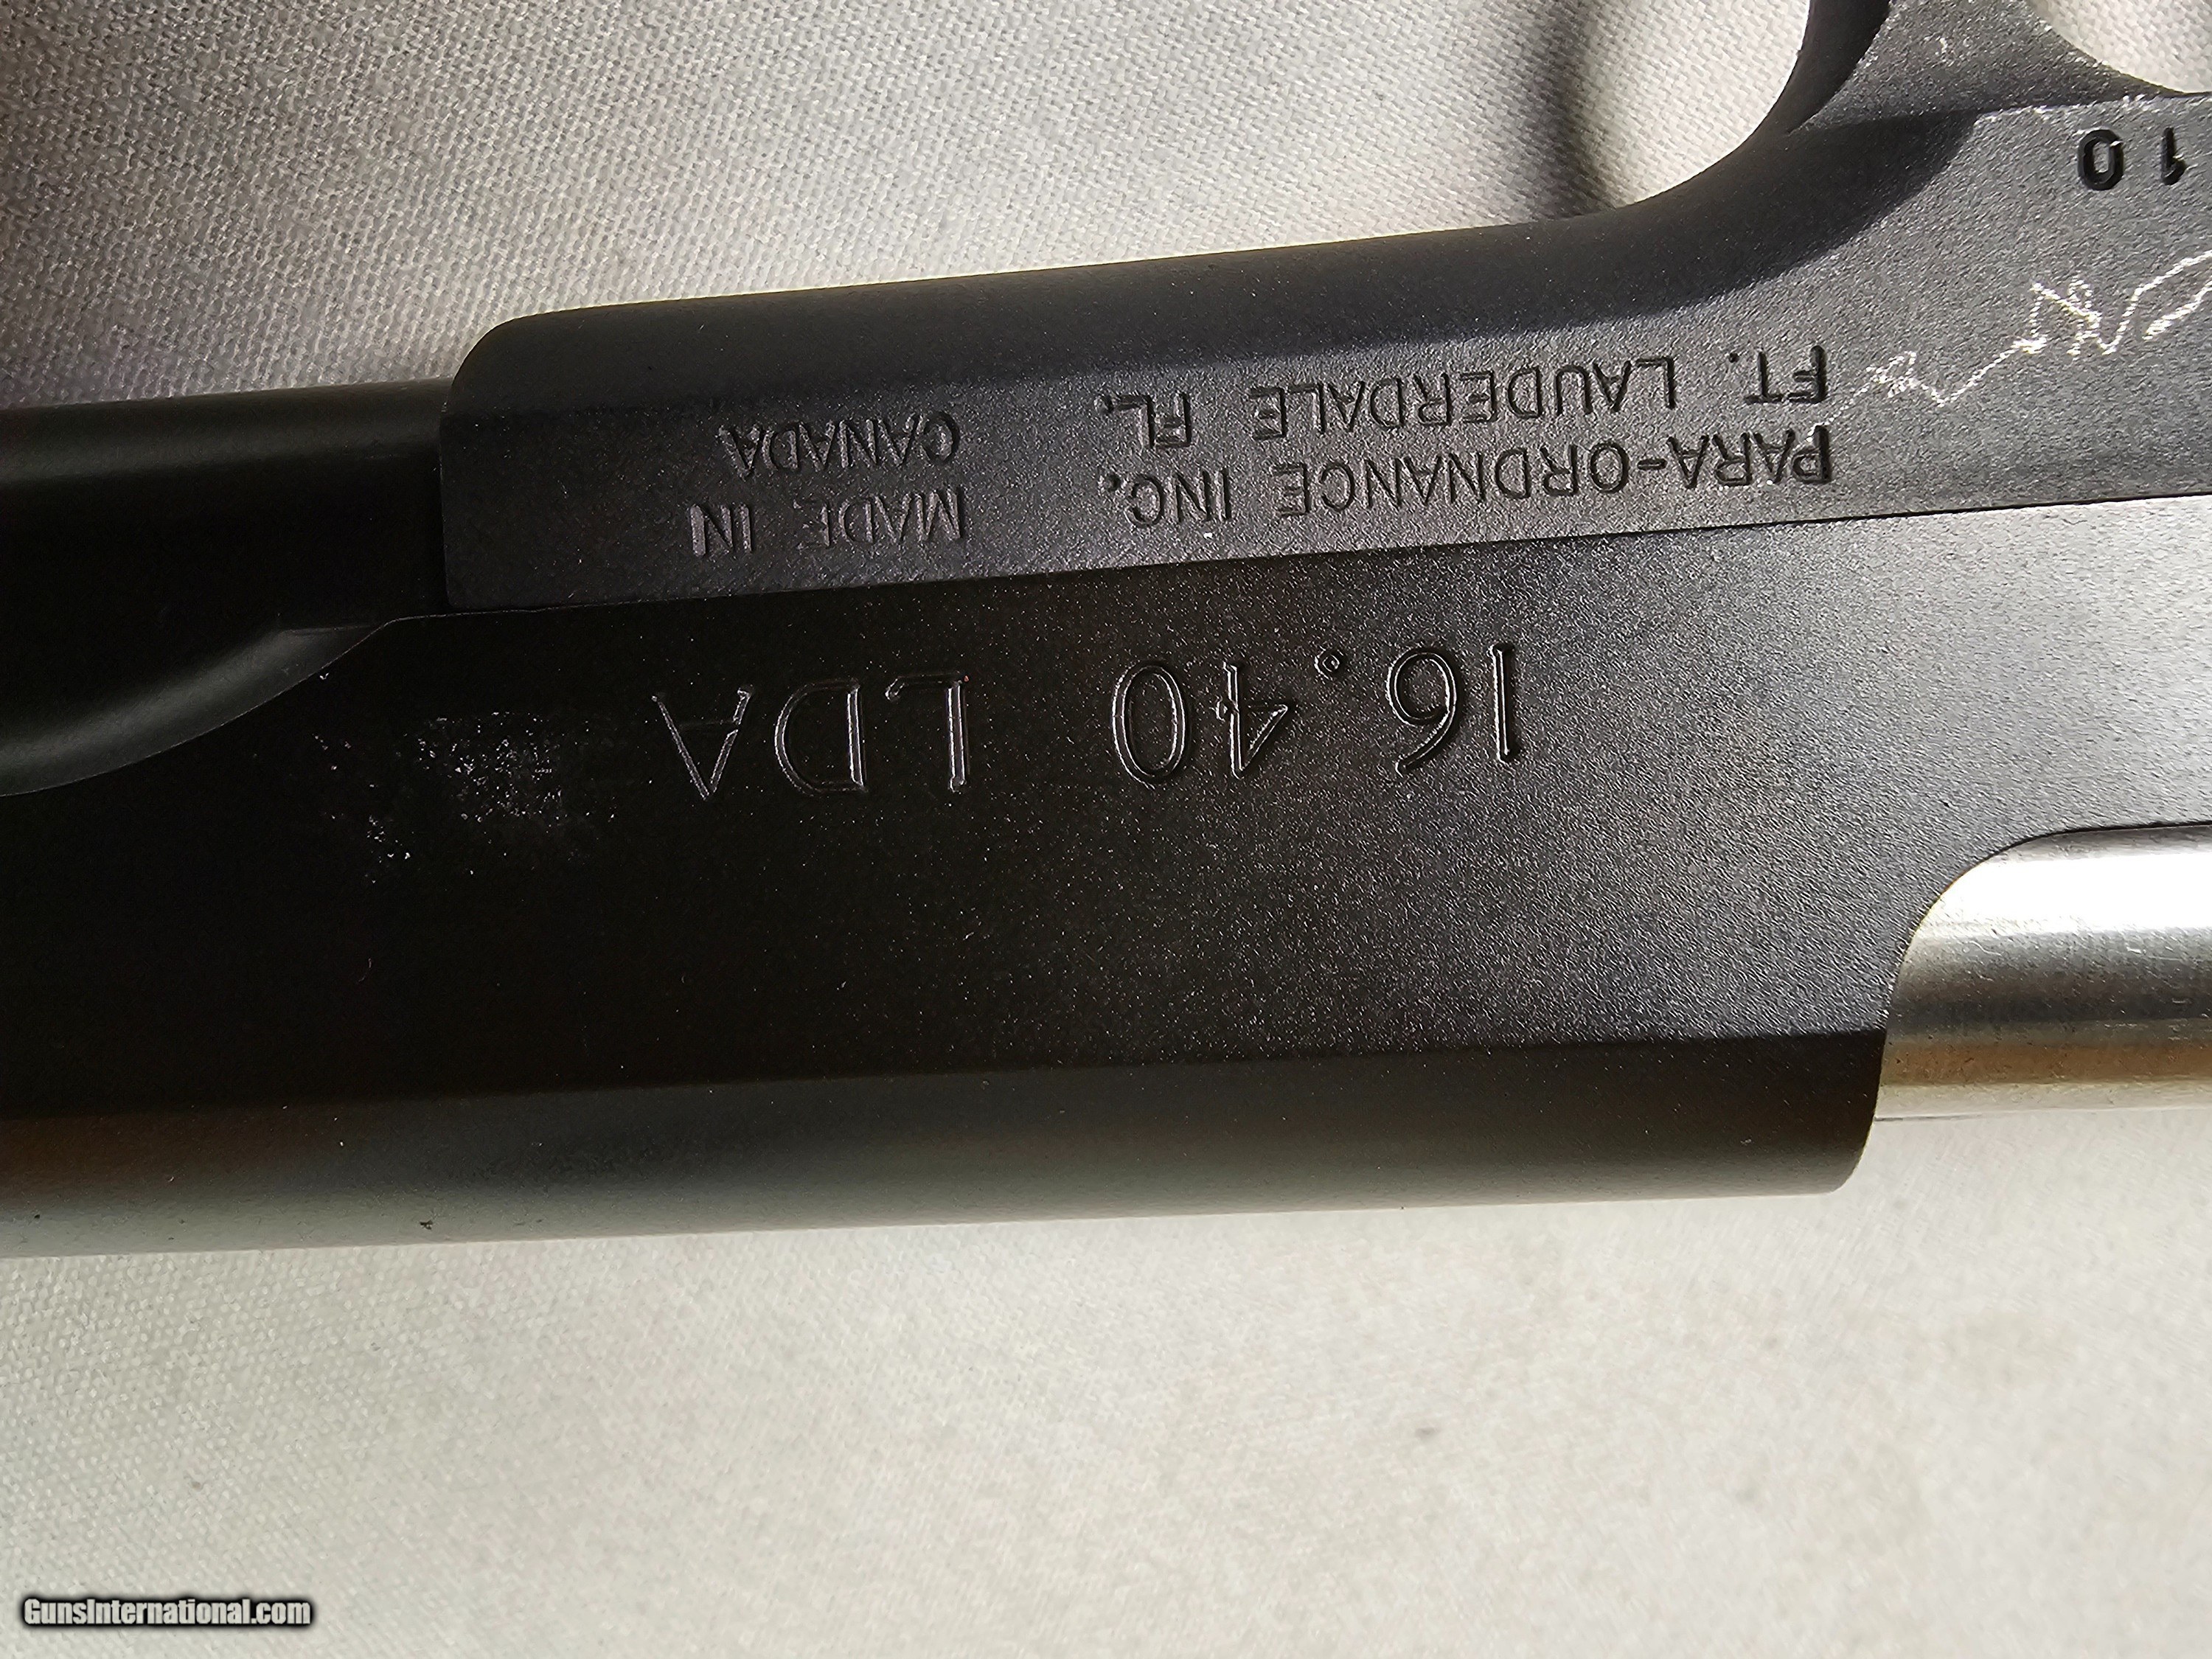 16.40 LDA
PARA-ORDNANCE INC. MADE IN
FT. LAUDERDALE FL. CANADA
10
GunsInternational.com